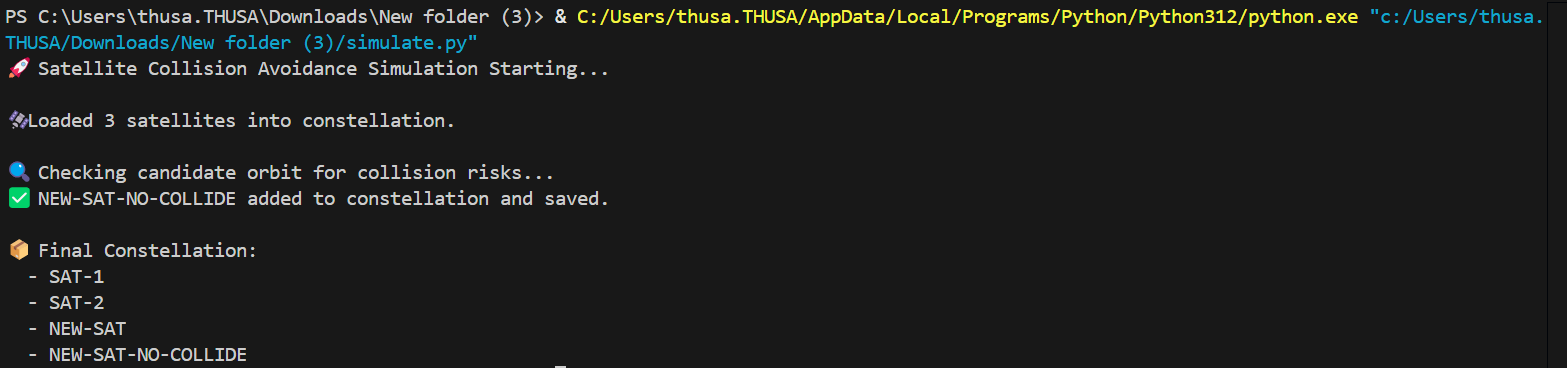 PS C:\Users\thusa.THUSA\Downloads\New folder (3)> & C:/Users/thusa.THUSA/AppData/Local/Programs/Python/Python312/python.exe "c:/Users/thusa.
THUSA/Downloads/New folder (3)/simulate.py"
🚀 Satellite Collision Avoidance Simulation Starting...
🛰Loaded 3 satellites into constellation.
🔍 Checking candidate orbit for collision risks...
✅ NEW-SAT-NO-COLLIDE added to constellation and saved.
📦 Final Constellation:
- SAT-1
- SAT-2
- NEW-SAT
- NEW-SAT-NO-COLLIDE